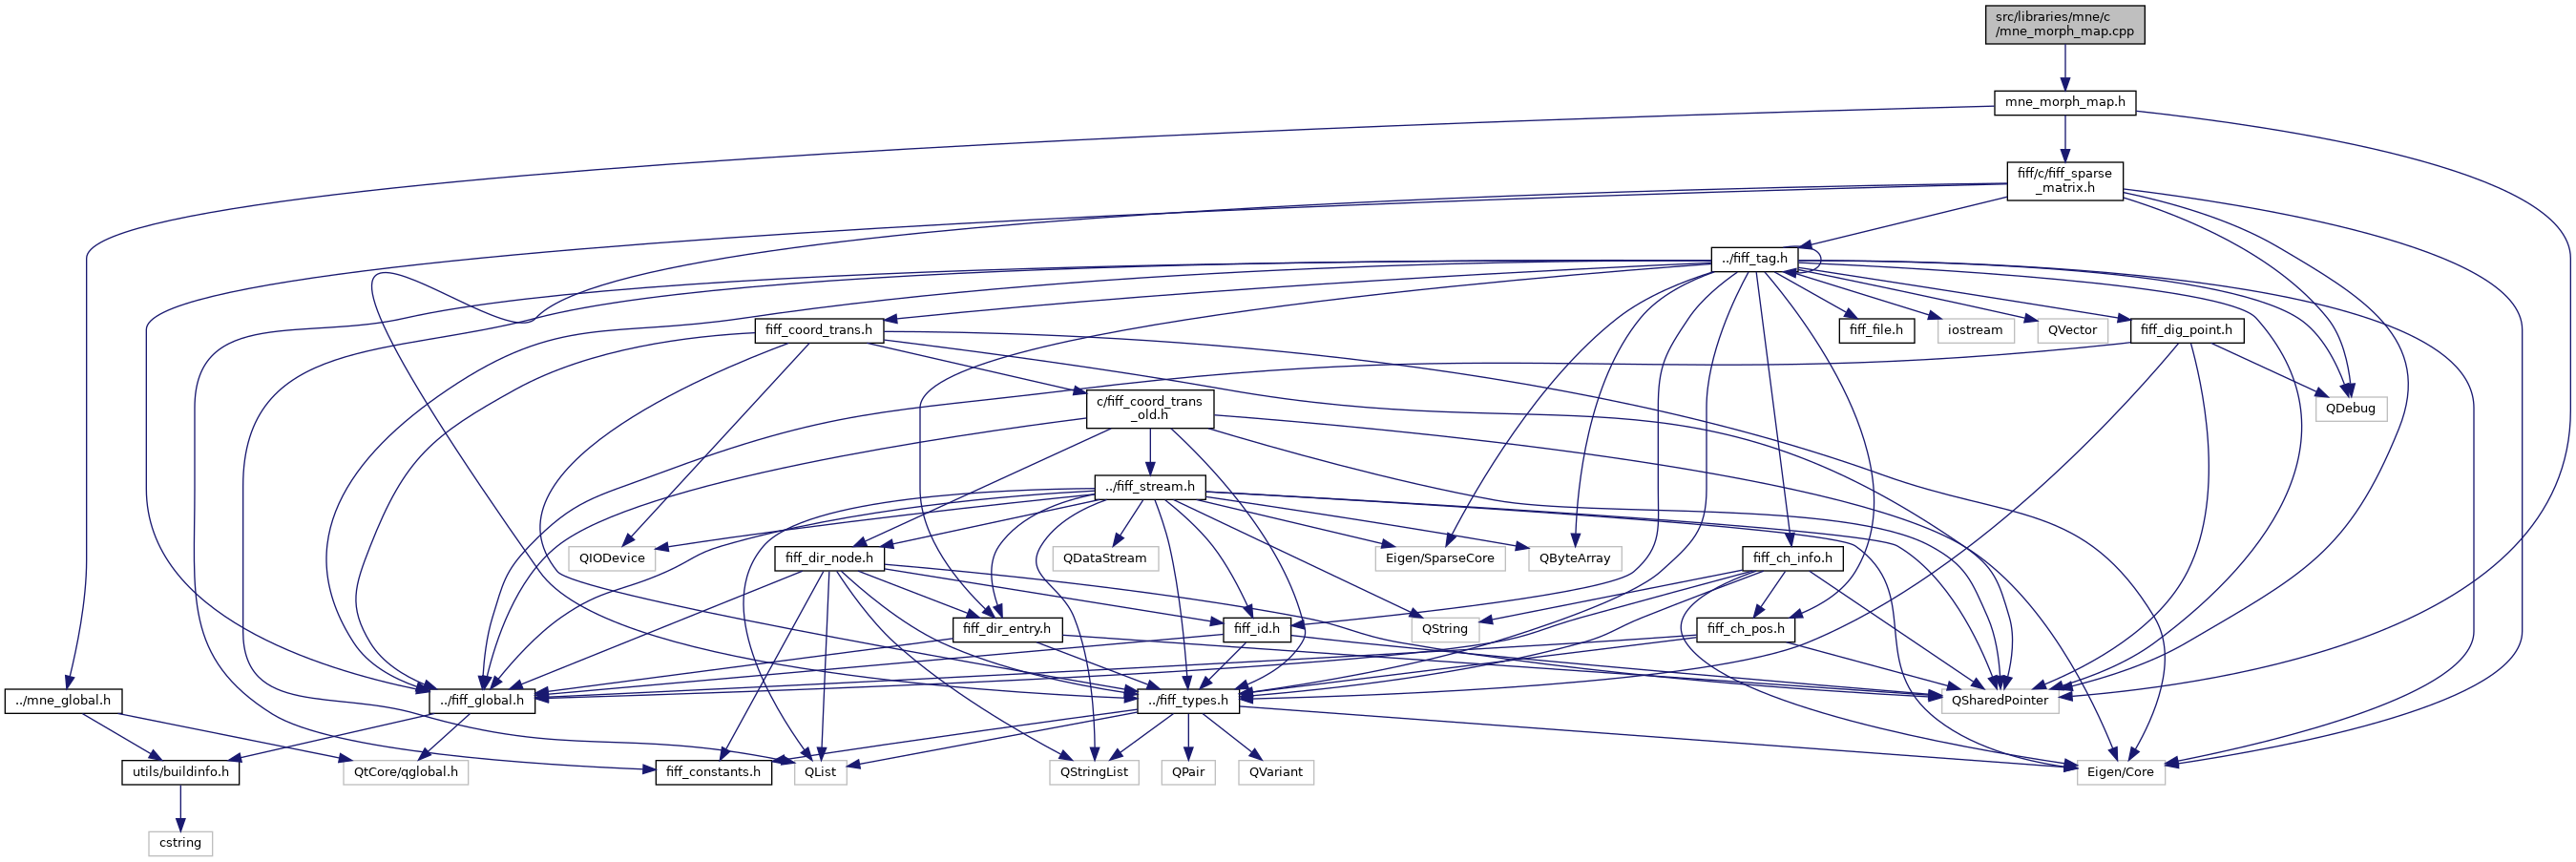 src/libraries/mne/c
/mne_morph_map.cpp
mne_morph_map.h
fiff/c/fiff_sparse
_matrix.h
../fiff_tag.h
fiff_coord_trans.h
fiff_file.h
iostream
QVector
fiff_dig_point.h
c/fiff_coord_trans
_old.h
QDebug
../fiff_stream.h
QIODevice
fiff_dir_node.h
QDataStream
Eigen/SparseCore
QByteArray
fiff_ch_info.h
fiff_dir_entry.h
fiff_id.h
QString
fiff_ch_pos.h
../mne_global.h
../fiff_global.h
../fiff_types.h
QSharedPointer
utils/buildinfo.h
QtCore/qglobal.h
fiff_constants.h
QList
QStringList
QPair
QVariant
Eigen/Core
cstring